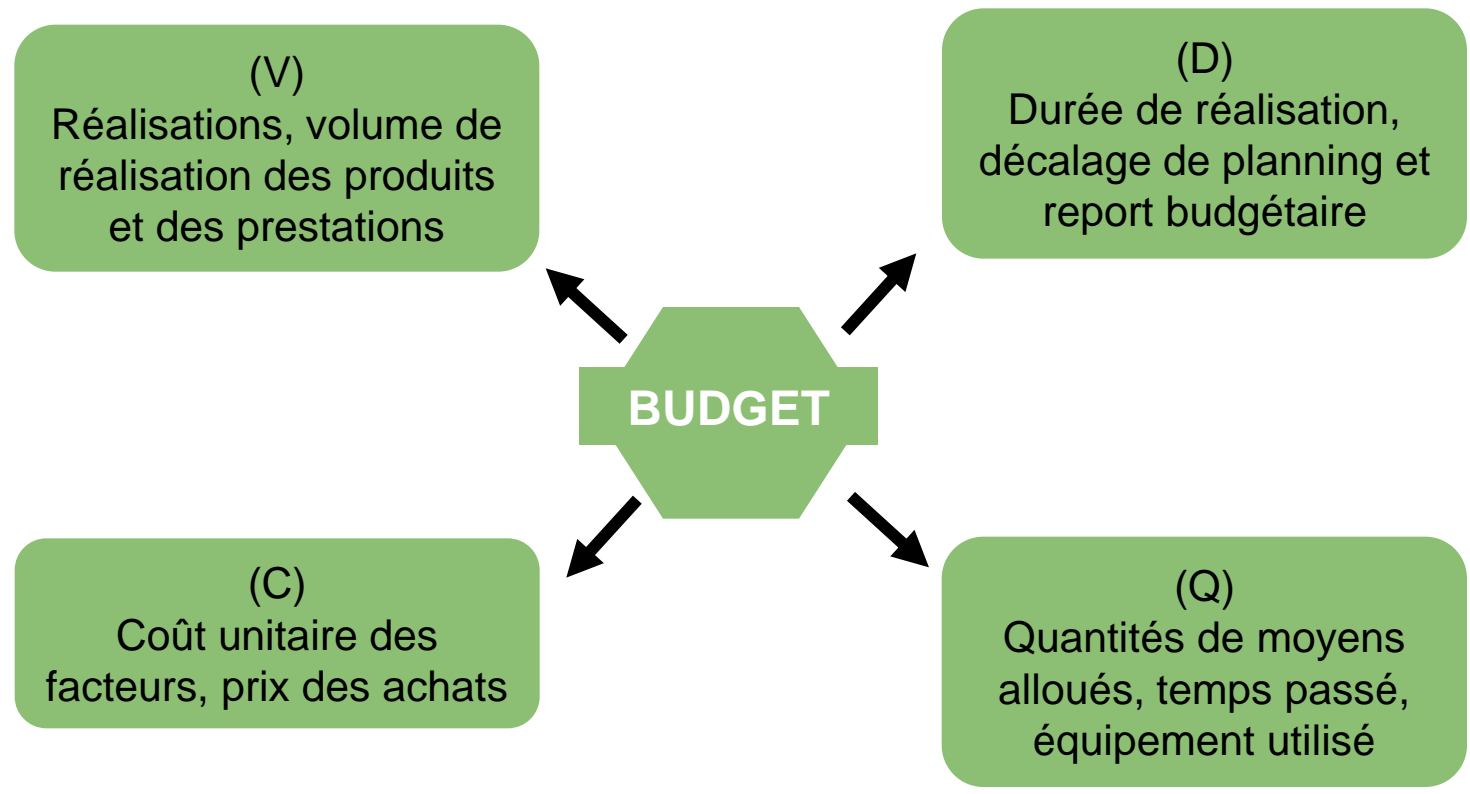 (V)
Réalisations, volume de
réalisation des produits
et des prestations
(D)
Durée de réalisation,
décalage de planning et
report budgétaire
BUDGET
(C)
Coût unitaire des
facteurs, prix des achats
(Q)
Quantités de moyens
alloués, temps passé,
équipement utilisé